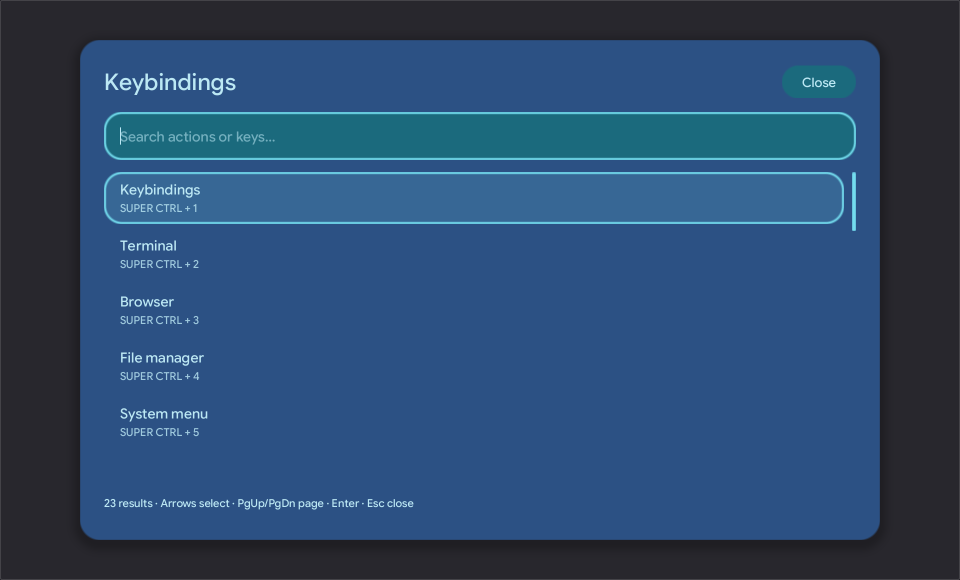 Keybindings
Close
Search actions or keys...
Keybindings
SUPER CTRL + 1
Terminal
SUPER CTRL + 2
Browser
SUPER CTRL + 3
File manager
SUPER CTRL + 4
System menu
SUPER CTRL + 5
23 results · Arrows select · PgUp/PgDn page · Enter · Esc close